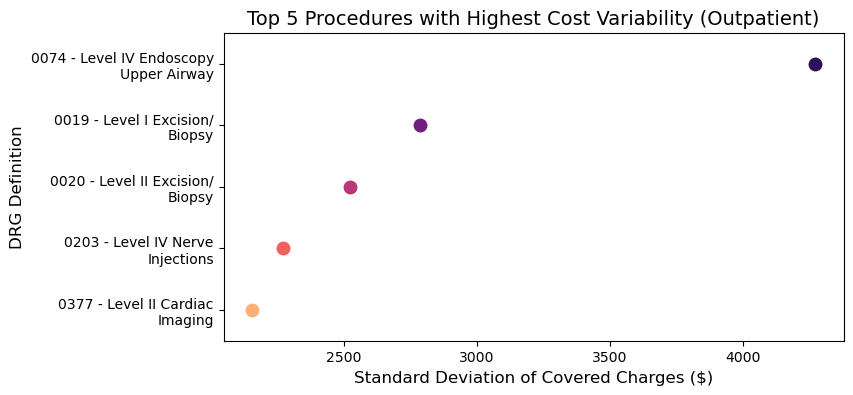 Top 5 Procedures with Highest Cost Variability (Outpatient)
DRG Definition
0074 - Level IV Endoscopy
Upper Airway
0019 - Level I Excision/
Biopsy
0020 - Level II Excision/
Biopsy
0203 - Level IV Nerve
Injections
0377 - Level II Cardiac
Imaging
2500 3000 3500 4000
Standard Deviation of Covered Charges ($)